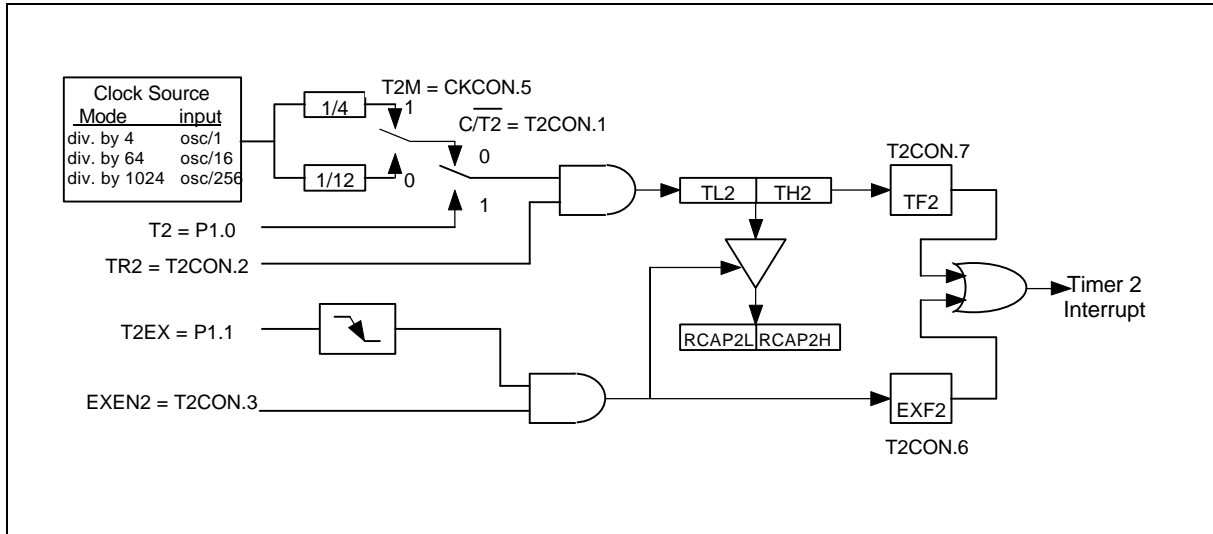 Clock Source
Mode input
div. by 4 osc/1
div. by 64 osc/16
div. by 1024 osc/256
1/4
1/12
T2M = CKCON.5
1
0
C/T2 = T2CON.1
0
1
T2 = P1.0
TR2 = T2CON.2
TL2 TH2
T2CON.7
TF2
RCAP2L RCAP2H
Timer 2
Interrupt
T2EX = P1.1
EXEN2 = T2CON.3
EXF2
T2CON.6